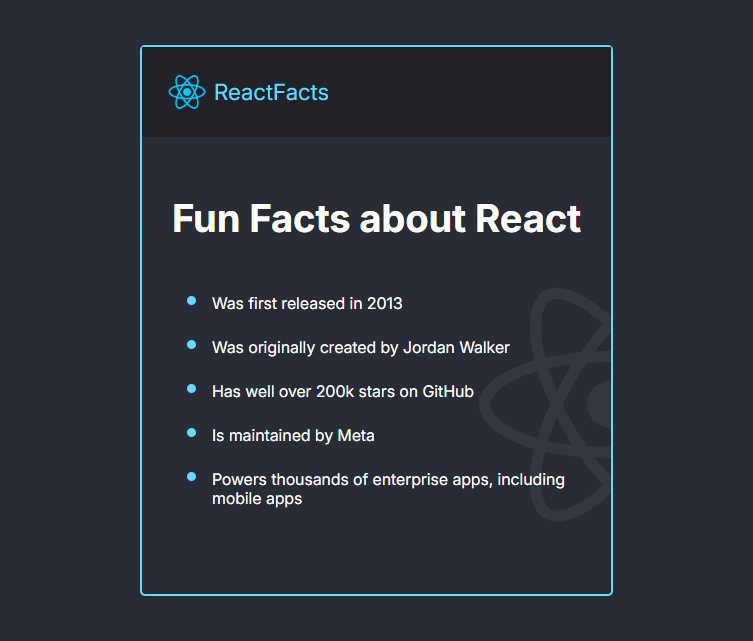 ReactFacts
Fun Facts about React
Was first released in 2013
Was originally created by Jordan Walker
Has well over 200k stars on GitHub
Is maintained by Meta
Powers thousands of enterprise apps, including
mobile apps